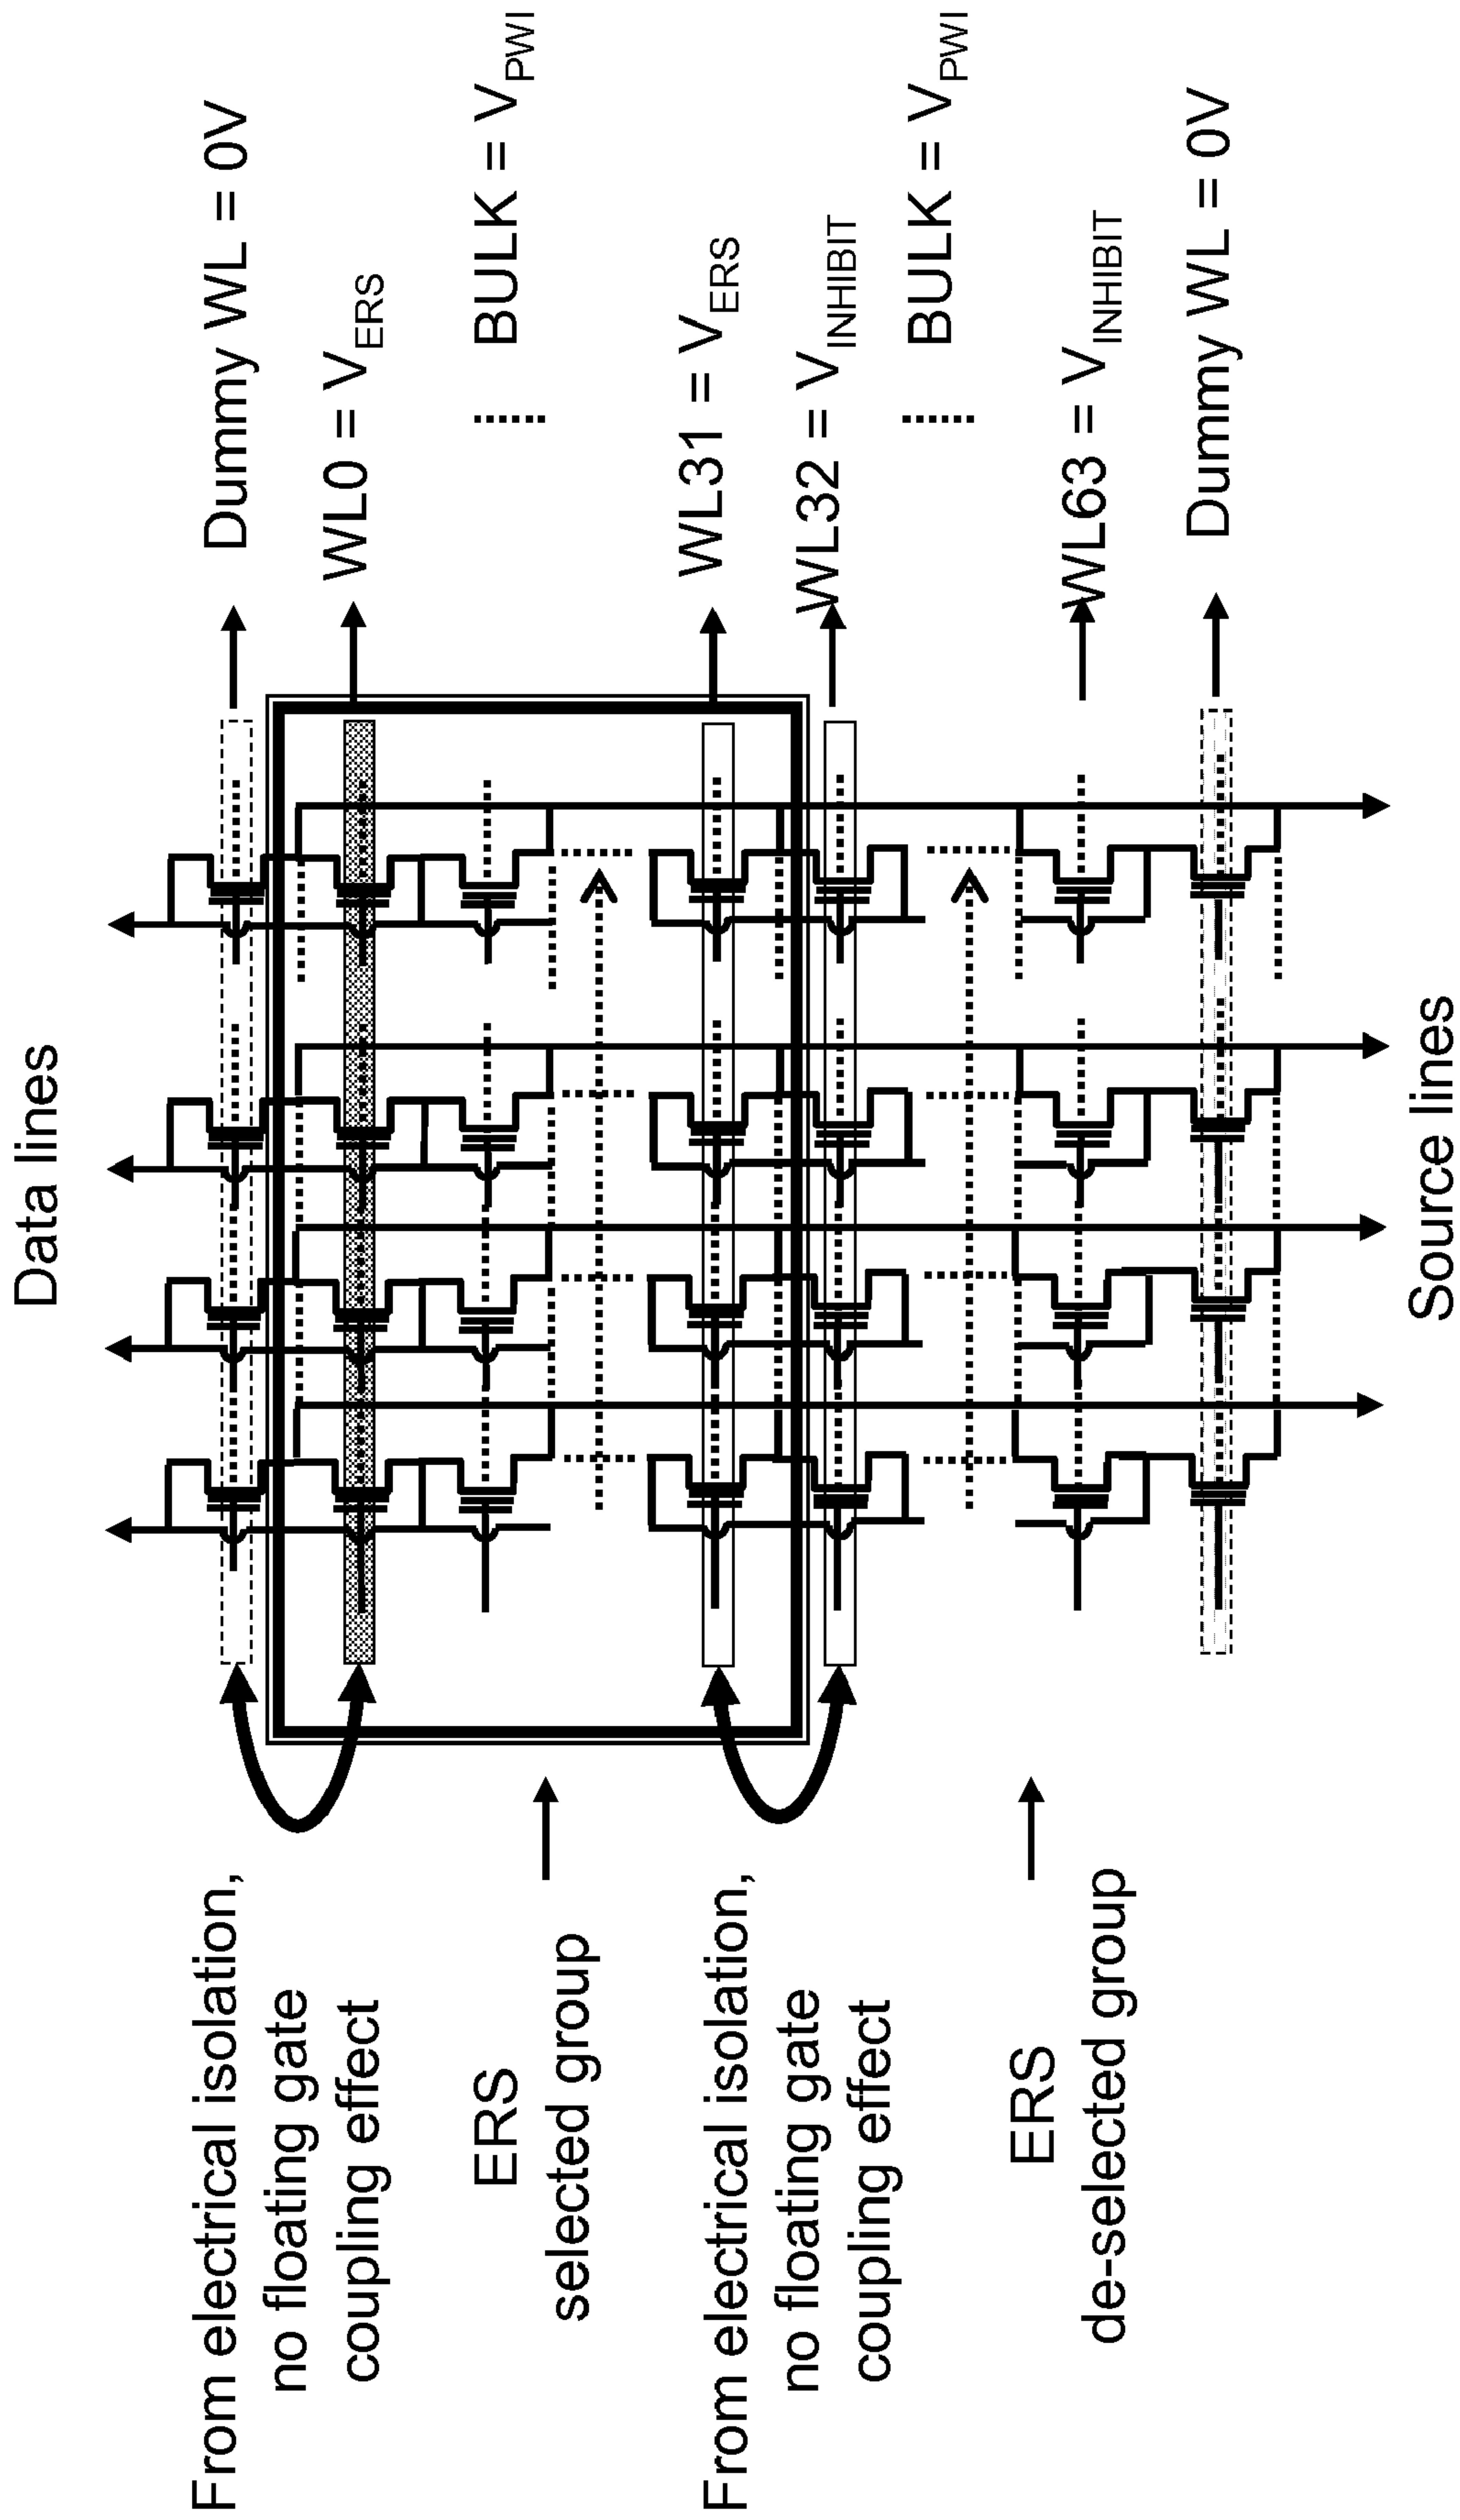 Data lines
Dummy WL = 0V
WL0 = VERS
BULK = VPWI
WL31 = VERS
WL32 = VINHIBIT
BULK = VPWI
WL63 = VINHIBIT
Dummy WL = 0V
From electrical isolation,
no floating gate
coupling effect
ERS
selected group
From electrical isolation,
no floating gate
coupling effect
ERS
de-selected group
Source lines